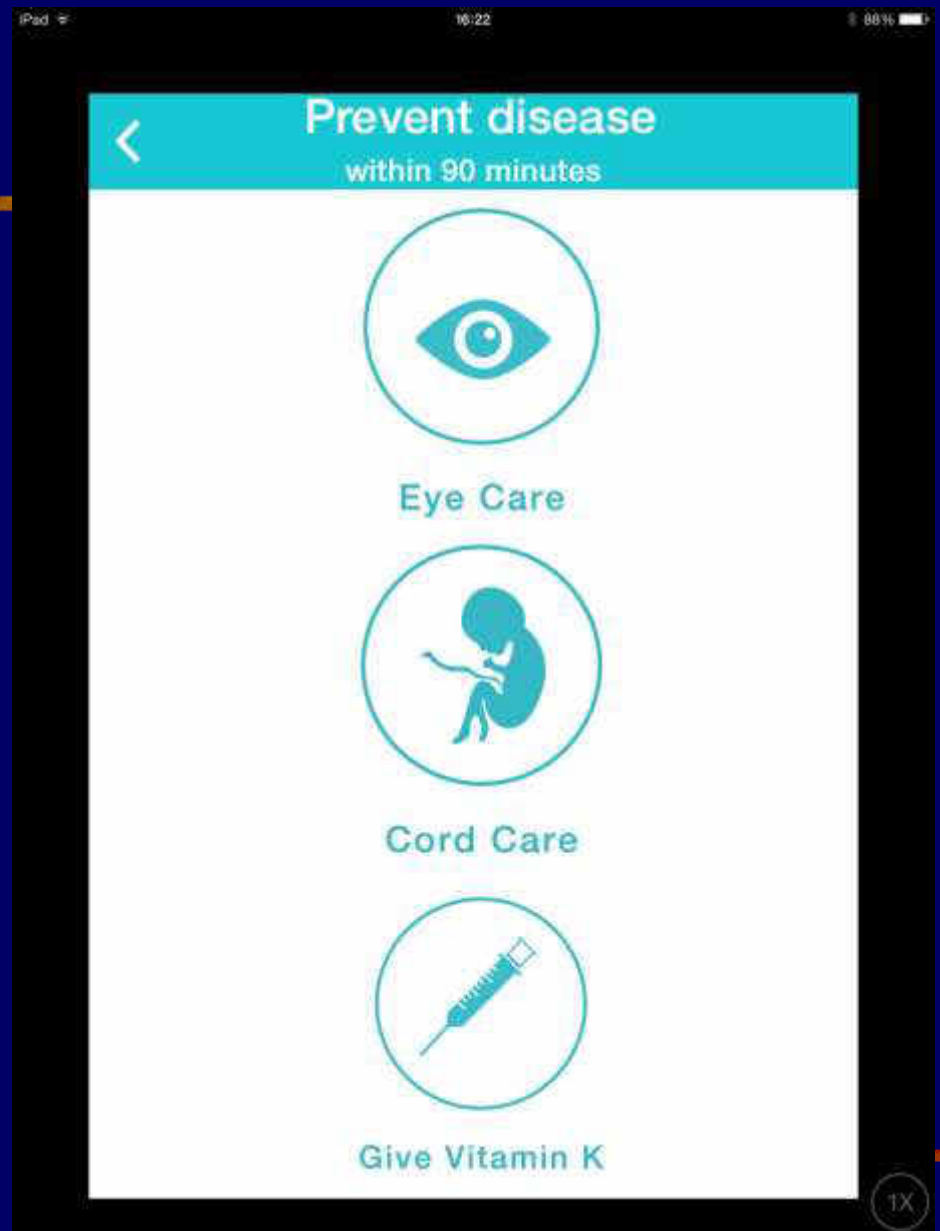 iPad 16:22 88%
Prevent disease
within 90 minutes
Eye Care
Cord Care
Give Vitamin K
1X